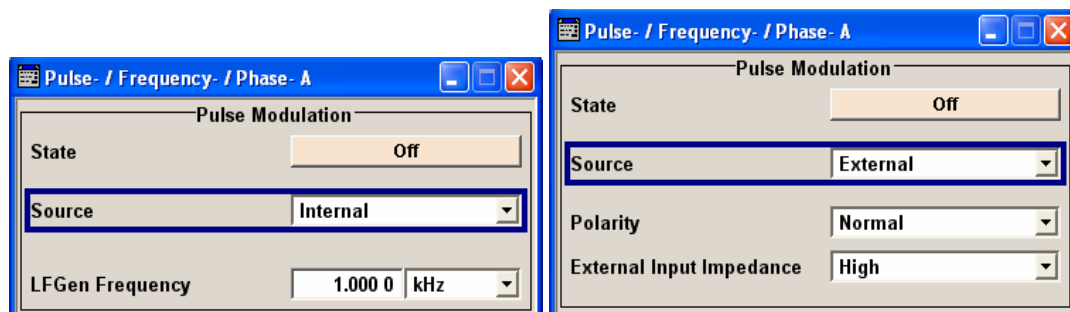 Pulse- / Frequency- / Phase- A
Pulse Modulation
State Off
Source Internal
LFGen Frequency 1.000 0 kHz
Pulse- / Frequency- / Phase- A
Pulse Modulation
State Off
Source External
Polarity Normal
External Input Impedance High